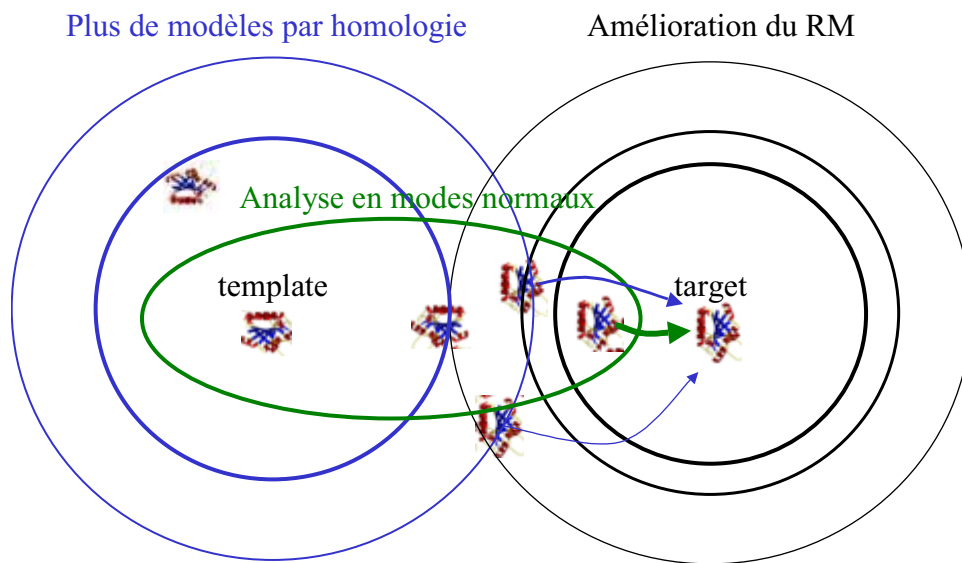 Plus de modèles par homologie
Amélioration du RM
Analyse en modes normaux
template
target